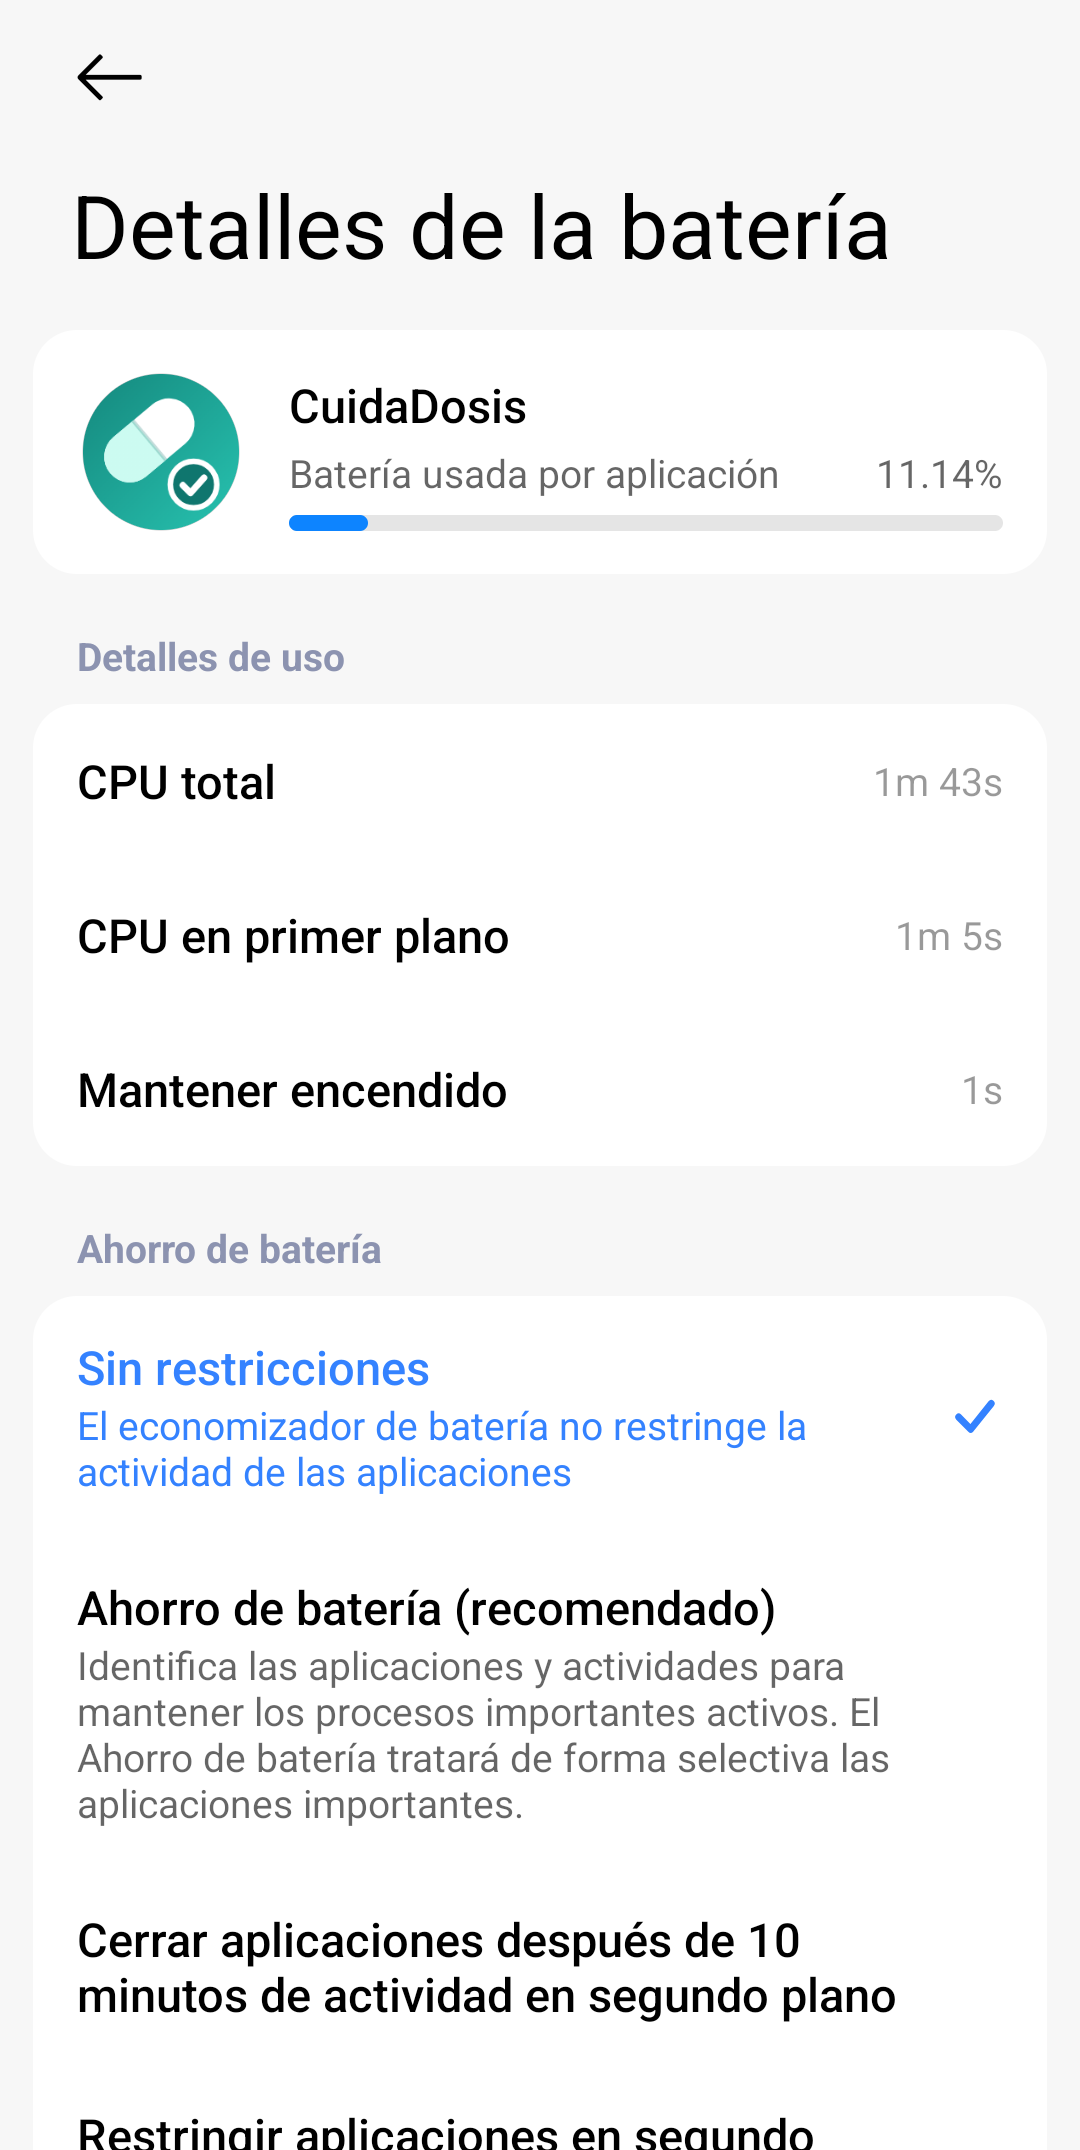 Detalles de la batería
CuidaDosis
Batería usada por aplicación 11.14%
Detalles de uso
CPU total 1m 43s
CPU en primer plano 1m 5s
Mantener encendido 1s
Ahorro de batería
Sin restricciones
El economizador de batería no restringe la
actividad de las aplicaciones
Ahorro de batería (recomendado)
Identifica las aplicaciones y actividades para
mantener los procesos importantes activos. El
Ahorro de batería tratará de forma selectiva las
aplicaciones importantes.
Cerrar aplicaciones después de 10
minutos de actividad en segundo plano
Restringir aplicaciones en segundo